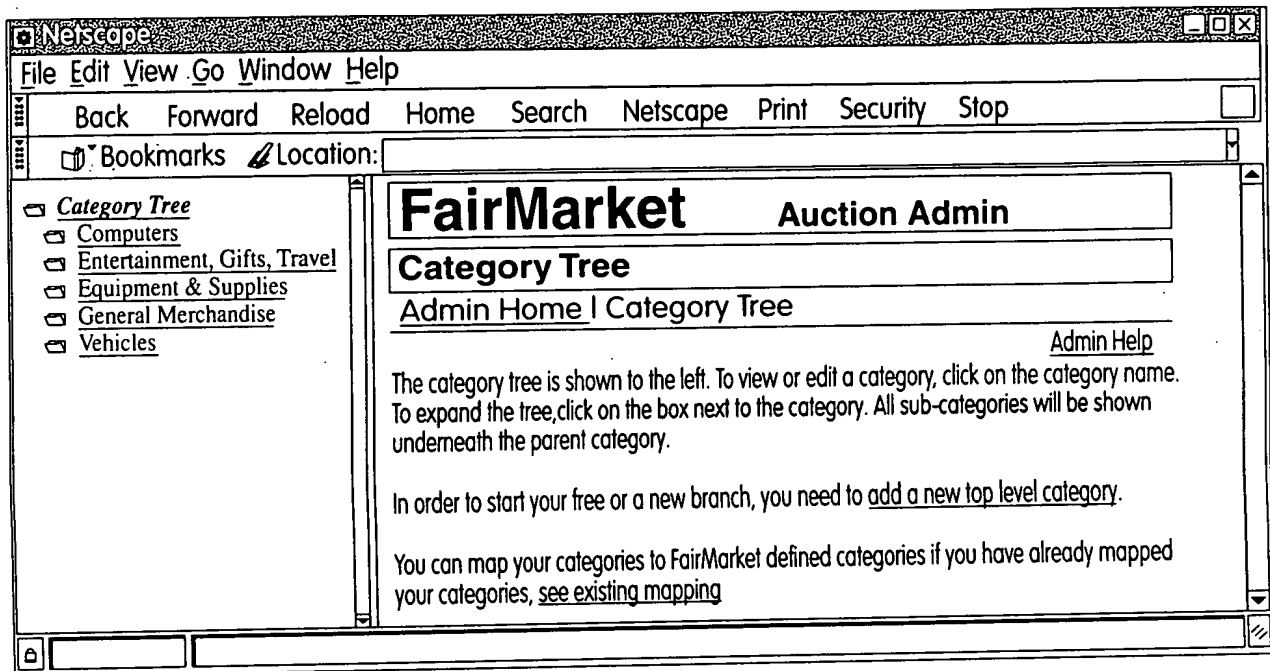 Netscape
File Edit View Go Window Help
Back Forward Reload Home Search Netscape Print Security Stop
Bookmarks Location:
Category Tree
Computers
Entertainment, Gifts, Travel
Equipment & Supplies
General Merchandise
Vehicles
FairMarket Auction Admin
Category Tree
Admin Home | Category Tree
Admin Help
The category tree is shown to the left. To view or edit a category, click on the category name.
To expand the tree,click on the box next to the category. All sub-categories will be shown
underneath the parent category.
In order to start your free or a new branch, you need to add a new top level category.
You can map your categories to FairMarket defined categories if you have already mapped
your categories, see existing mapping